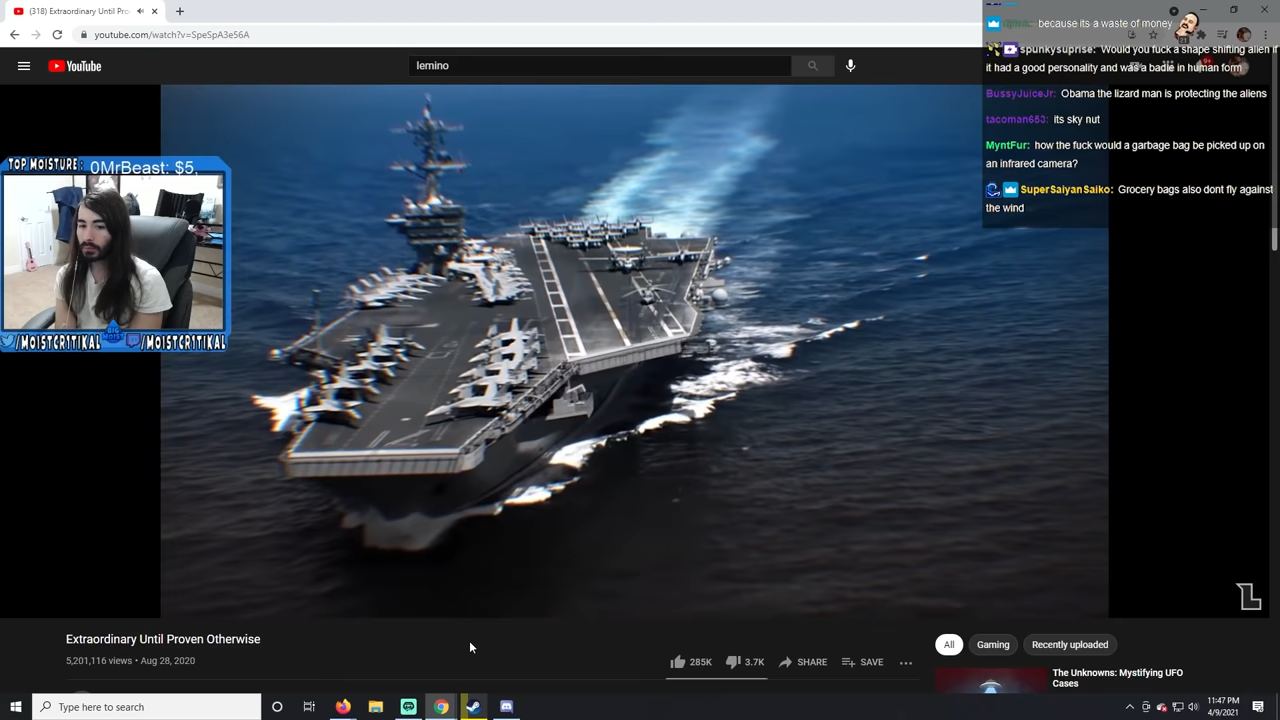 (318) Extraordinary Until Pro
youtube.com/watch?v=SpeSpA3e56A
YouTube
lemino
because its a waste of money
spunkysuprise: Would you fuck a shape shifting alien if
it had a good personality and was a badie in human form
BussyJuiceJr: Obama the lizard man is protecting the aliens
tacoman653: its sky nut
MyntFur: how the fuck would a garbage bag be picked up on
an infrared camera?
SuperSaiyanSaiko: Grocery bags also dont fly against
the wind
TOP MOISTURE: 0MrBeast: $5.
BIG MOIST
/MOISTCR1TIKAL /MOISTCR1TIKAL
Extraordinary Until Proven Otherwise
5,201,116 views • Aug 28, 2020
285K 3.7K SHARE SAVE
All Gaming Recently uploaded
The Unknowns: Mystifying UFO
Cases
Type here to search
11:47 PM
4/9/2021